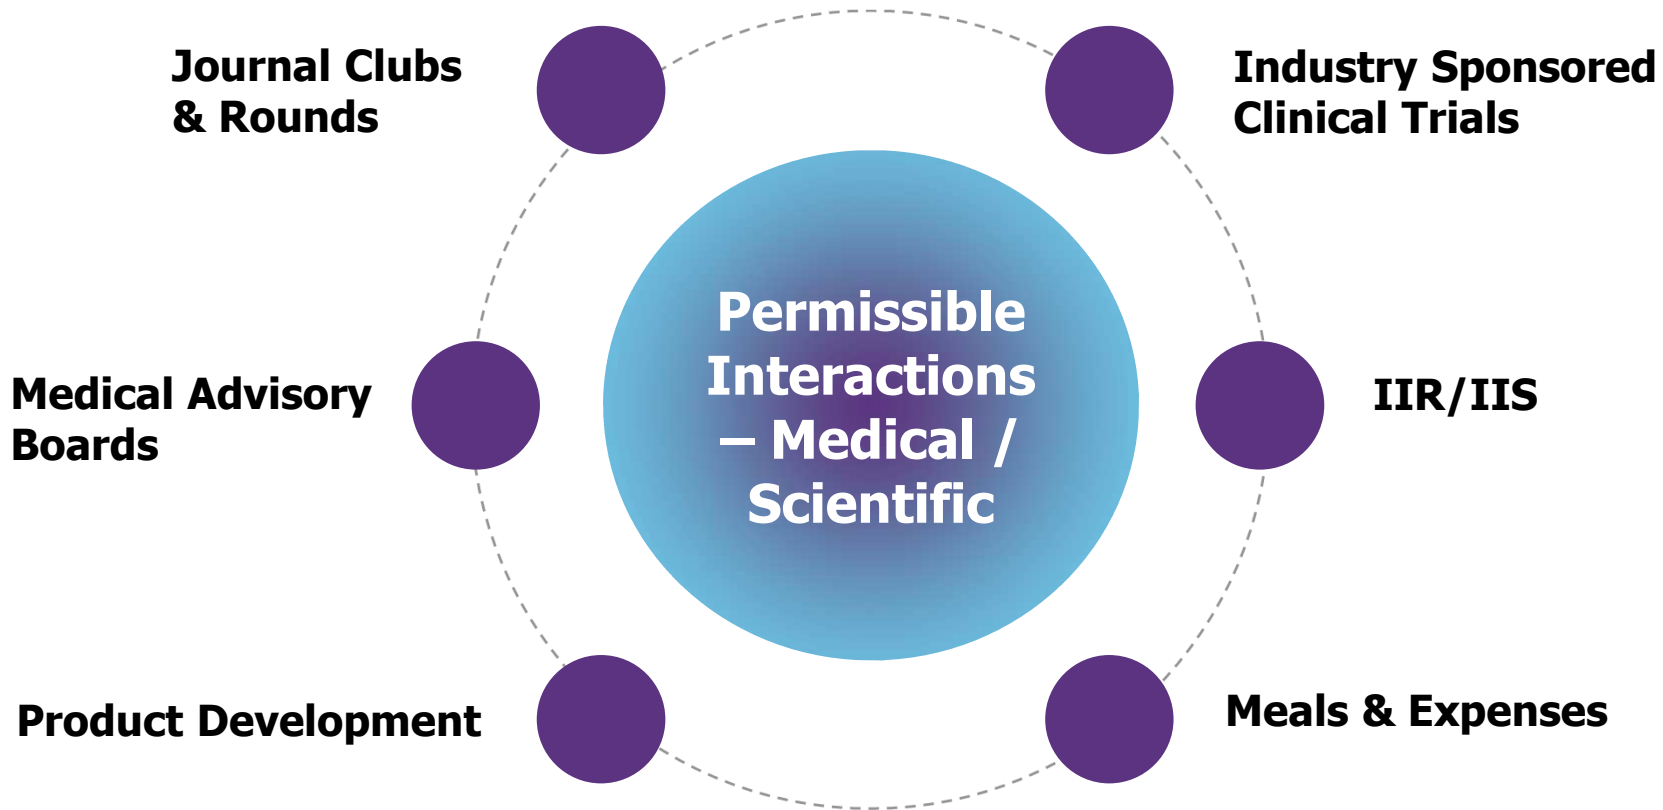 Journal Clubs
& Rounds
Industry Sponsored
Clinical Trials
Permissible
Interactions
– Medical /
Scientific
Medical Advisory
Boards
IIR/IIS
Product Development
Meals & Expenses